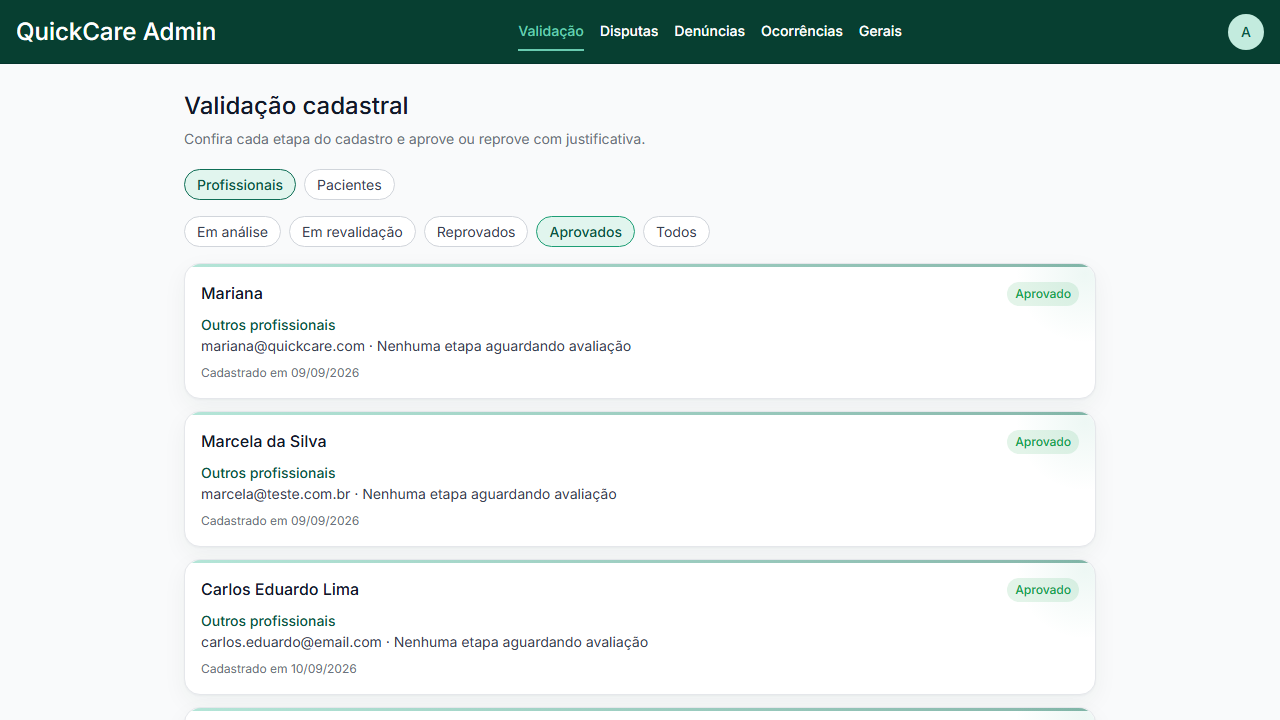 QuickCare Admin
Validação Disputas Denúncias Ocorrências Gerais
A
Validação cadastral
Confira cada etapa do cadastro e aprove ou reprove com justificativa.
Profissionais Pacientes
Em análise Em revalidação Reprovados Aprovados Todos
Mariana Aprovado
Outros profissionais
mariana@quickcare.com · Nenhuma etapa aguardando avaliação
Cadastrado em 09/09/2026
Marcela da Silva Aprovado
Outros profissionais
marcela@teste.com.br · Nenhuma etapa aguardando avaliação
Cadastrado em 09/09/2026
Carlos Eduardo Lima Aprovado
Outros profissionais
carlos.eduardo@email.com · Nenhuma etapa aguardando avaliação
Cadastrado em 10/09/2026